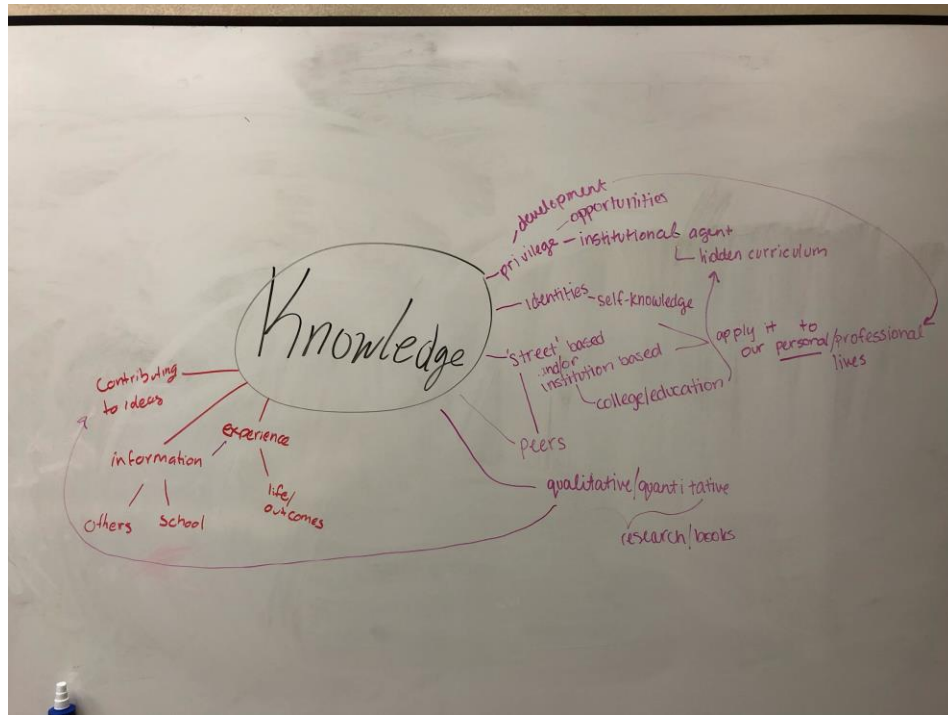 development
opportunities
privilege – institutional agent
hidden curriculum
Identities – self-knowledge
Knowledge
'Street' based
and/or
institution based
apply it to
our personal/professional
lives
college/education
peers
Contributing
to ideas
experience
information
life/
outcomes
others
school
qualitative/quantitative
research/books